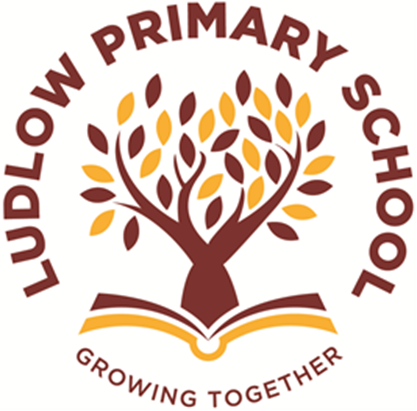 LUDLOW PRIMARY SCHOOL
GROWING TOGETHER